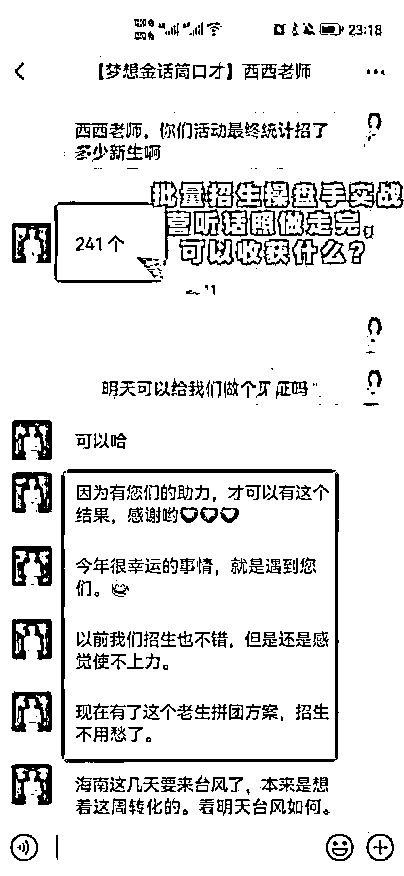 23:18
【梦想金话筒口才】西西老师
西西老师，你们活动最终统计招了
多少新生啊
批量招生操盘手实战
营听话照做走完，
可以收获什么？
241个
明天可以给我们做个见证吗
可以哈
因为有您们的助力，才可以有这个
结果，感谢哟
今年很幸运的事情，就是遇到您
们。
以前我们招生也不错，但是还是感
觉使不上力。
现在有了这个老生拼团方案，招生
不用愁了。
海南这几天要来台风了，本来是想
着这周转化的。看明天台风如何。